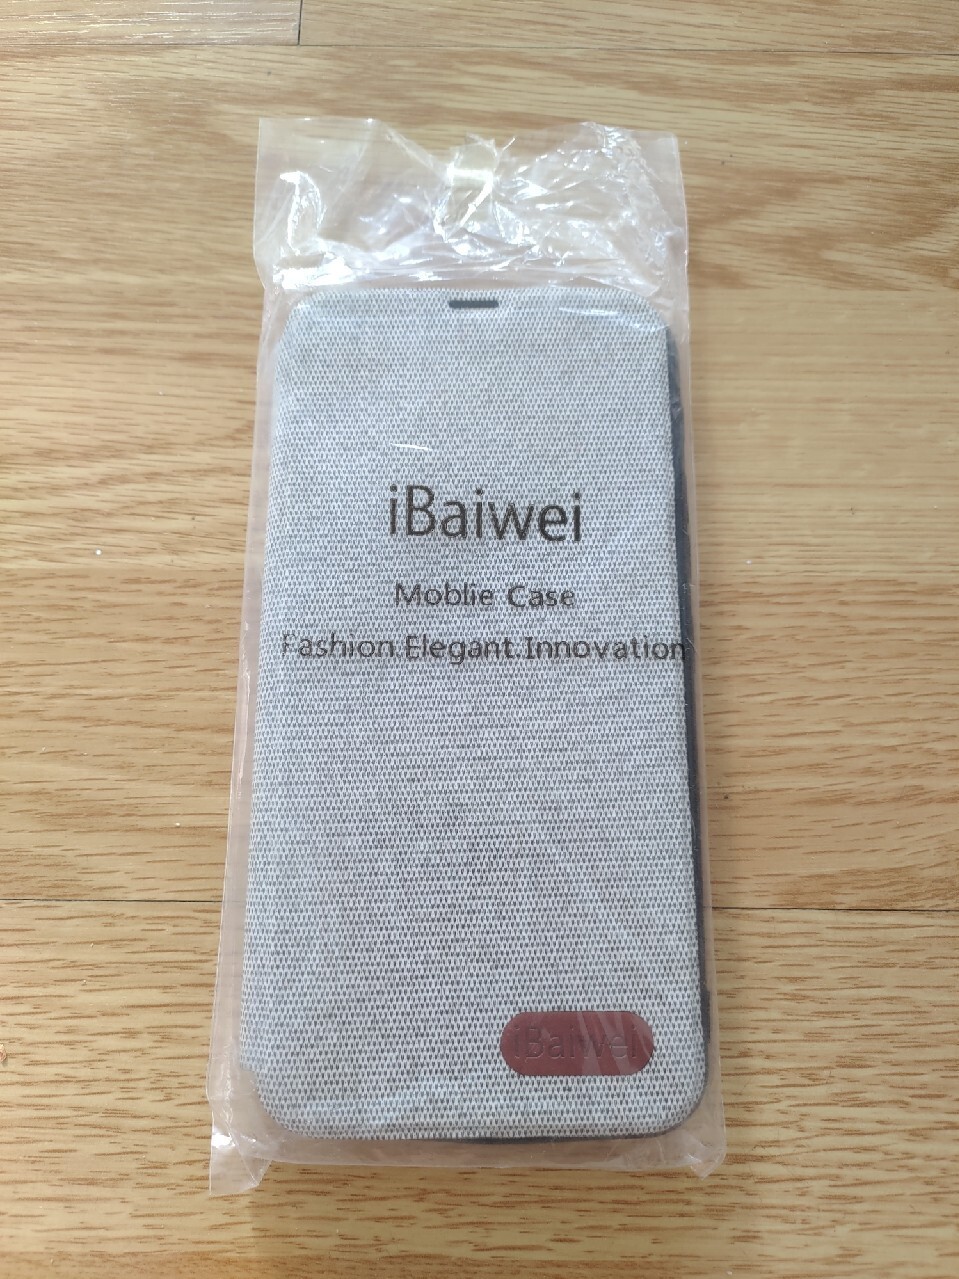 iBaiwei
Moblie Case
Fashion Elegant Innovation
iBaiwei